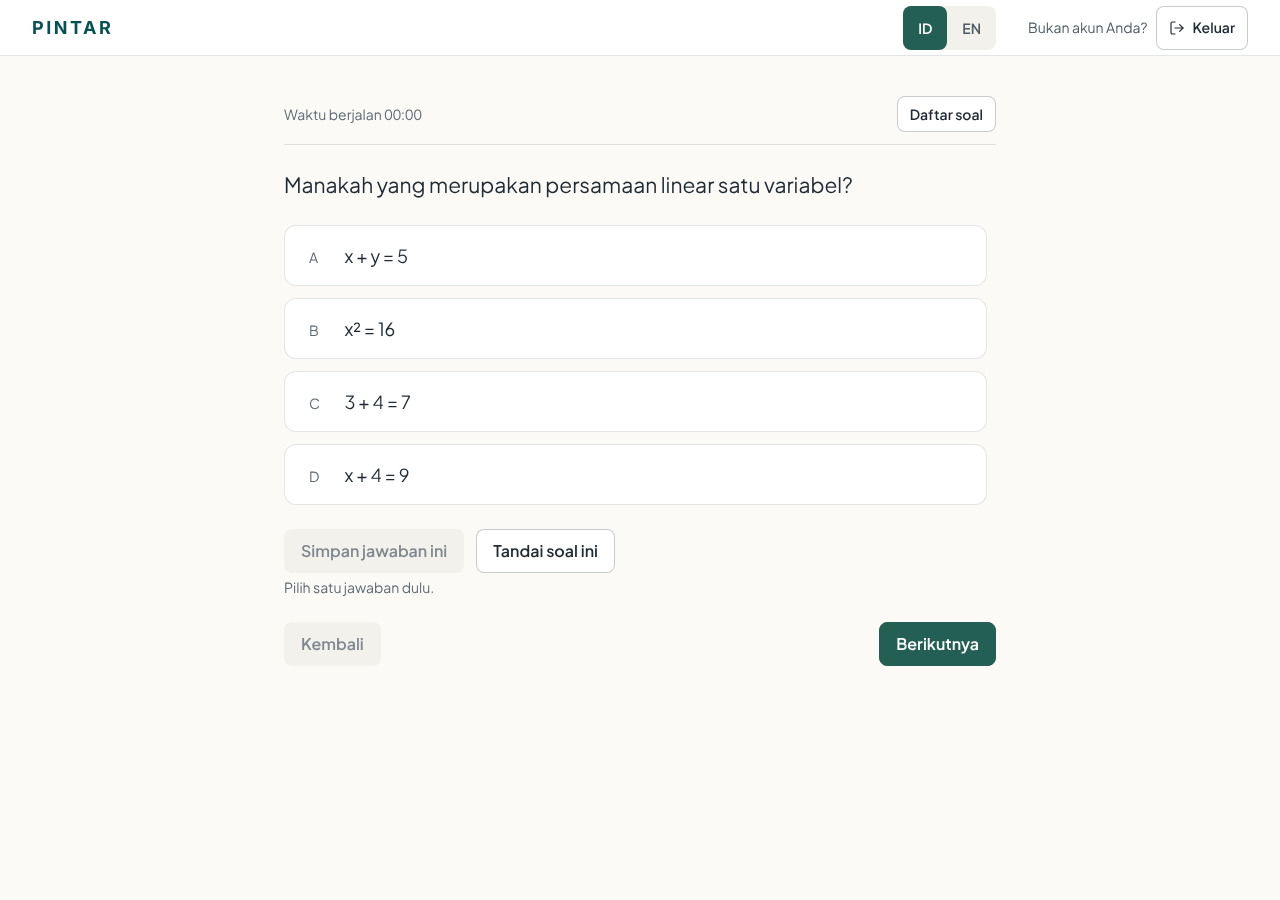 PINTAR
ID EN Bukan akun Anda? Keluar
Waktu berjalan 00:00 Daftar soal
Manakah yang merupakan persamaan linear satu variabel?
A x + y = 5
B x² = 16
C 3 + 4 = 7
D x + 4 = 9
Simpan jawaban ini Tandai soal ini
Pilih satu jawaban dulu.
Kembali Berikutnya